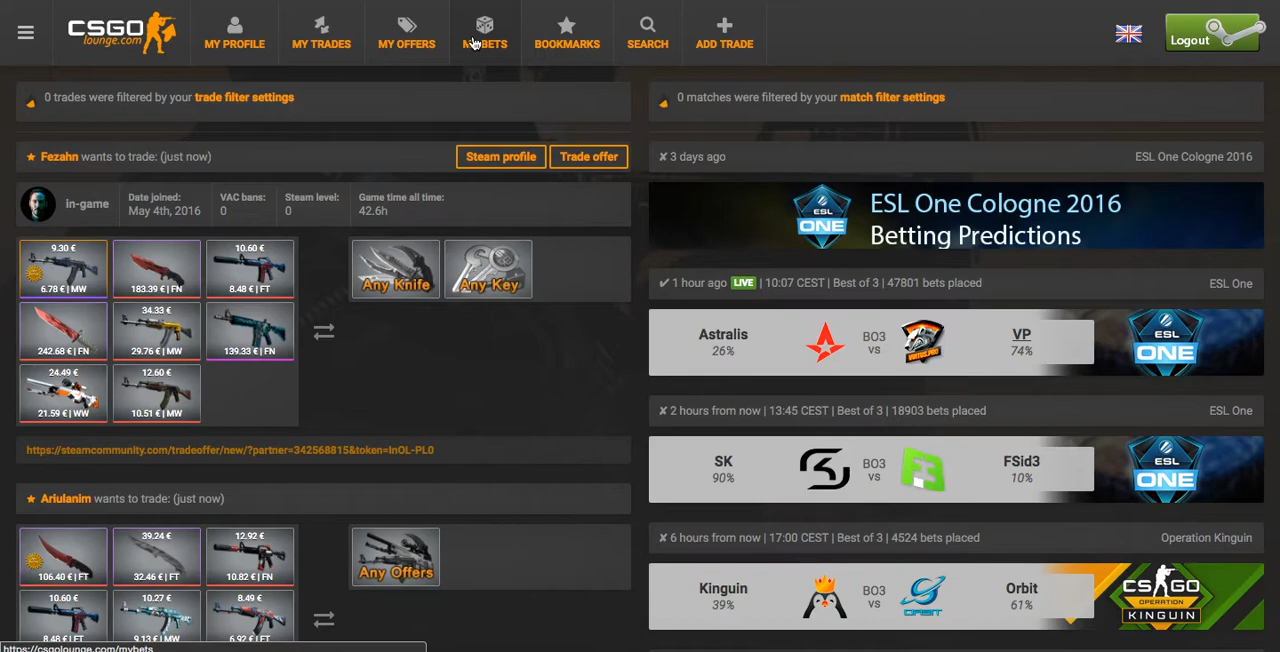 CSGO
lounge.com
MY PROFILE
MY TRADES
MY OFFERS
MY BETS
BOOKMARKS
SEARCH
ADD TRADE
Logout
0 trades were filtered by your trade filter settings
0 matches were filtered by your match filter settings
★ Fezahn wants to trade: (just now)
Steam profile
Trade offer
✘ 3 days ago
ESL One Cologne 2016
in-game
Date joined:
May 4th, 2016
VAC bans:
0
Steam level:
0
Game time all time:
42.6h
ESL
ONE
ESL One Cologne 2016
Betting Predictions
9.30 €
6.78 € | MW
183.39 € | FN
10.60 €
8.48 € | FT
Any Knife
Any Key
✔ 1 hour ago LIVE | 10:07 CEST | Best of 3 | 47801 bets placed
ESL One
242.68 € | FN
34.33 €
29.76 € | MW
139.33 € | FN
Astralis
26%
BO3
vs
VP
74%
ESL
ONE
24.49 €
21.59 € | WW
12.60 €
10.51 € | MW
✘ 2 hours from now | 13:45 CEST | Best of 3 | 18903 bets placed
ESL One
https://steamcommunity.com/tradeoffer/new/?partner=342568815&token=InOL-PL0
SK
90%
BO3
vs
FSid3
10%
ESL
ONE
★ Ariulanim wants to trade: (just now)
106.40 € | FT
39.24 €
32.46 € | FT
12.92 €
10.82 € | FN
Any Offers
✘ 6 hours from now | 17:00 CEST | Best of 3 | 4524 bets placed
Operation Kinguin
10.60 €
8.48 € | FT
10.27 €
9.13 € | MW
8.49 €
6.92 € | FT
Kinguin
39%
BO3
vs
ORBIT
Orbit
61%
CS GO
OPERATION
KINGUIN
https://csgolounge.com/mybets